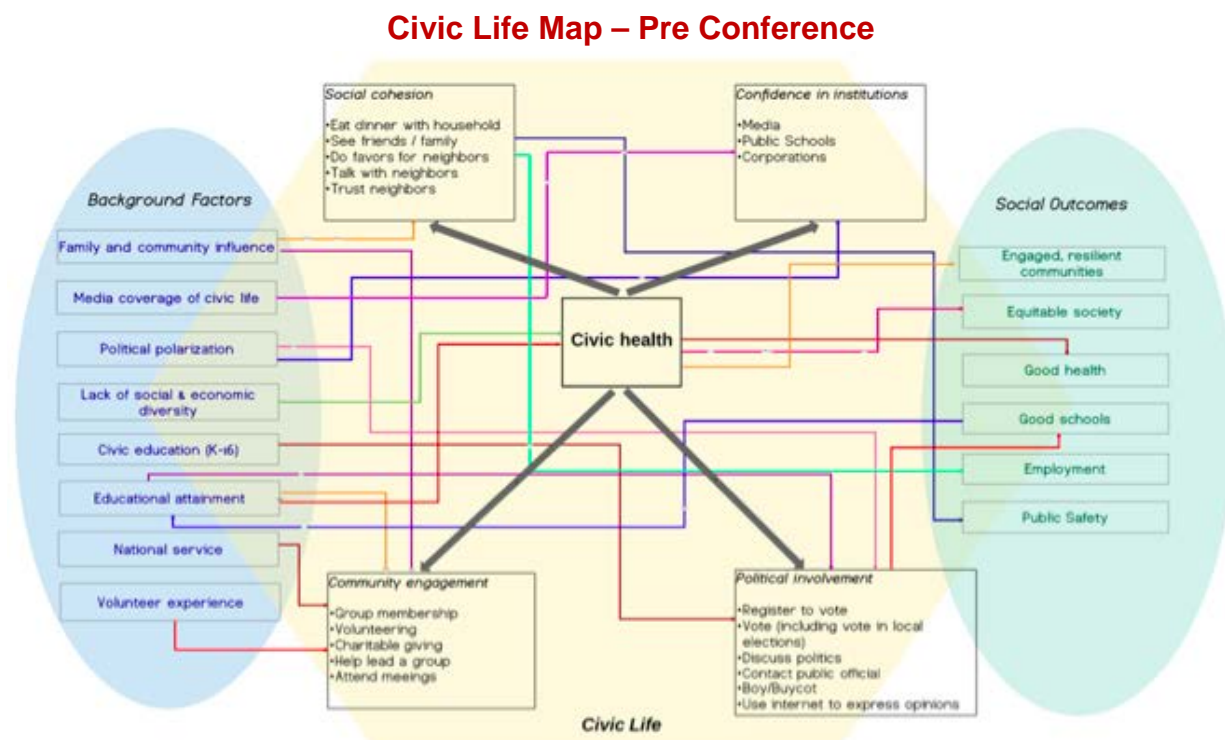 Civic Life Map – Pre Conference
Social cohesion
•Eat dinner with household
•See friends / family
•Do favors for neighbors
•Talk with neighbors
•Trust neighbors
Confidence in institutions
•Media
•Public Schools
•Corporations
Background Factors
Family and community influence
Media coverage of civic life
Political polarization
Lack of social & economic
diversity
Civic education (K-16)
Educational attainment
National service
Volunteer experience
Civic health
Social Outcomes
Engaged, resilient
communities
Equitable society
Good health
Good schools
Employment
Public Safety
Community engagement
•Group membership
•Volunteering
•Charitable giving
•Help lead a group
•Attend meeings
Political involvement
•Register to vote
•Vote (including vote in local
elections)
•Discuss politics
•Contact public official
•Boy/Buycot
•Use internet to express opinions
Civic Life